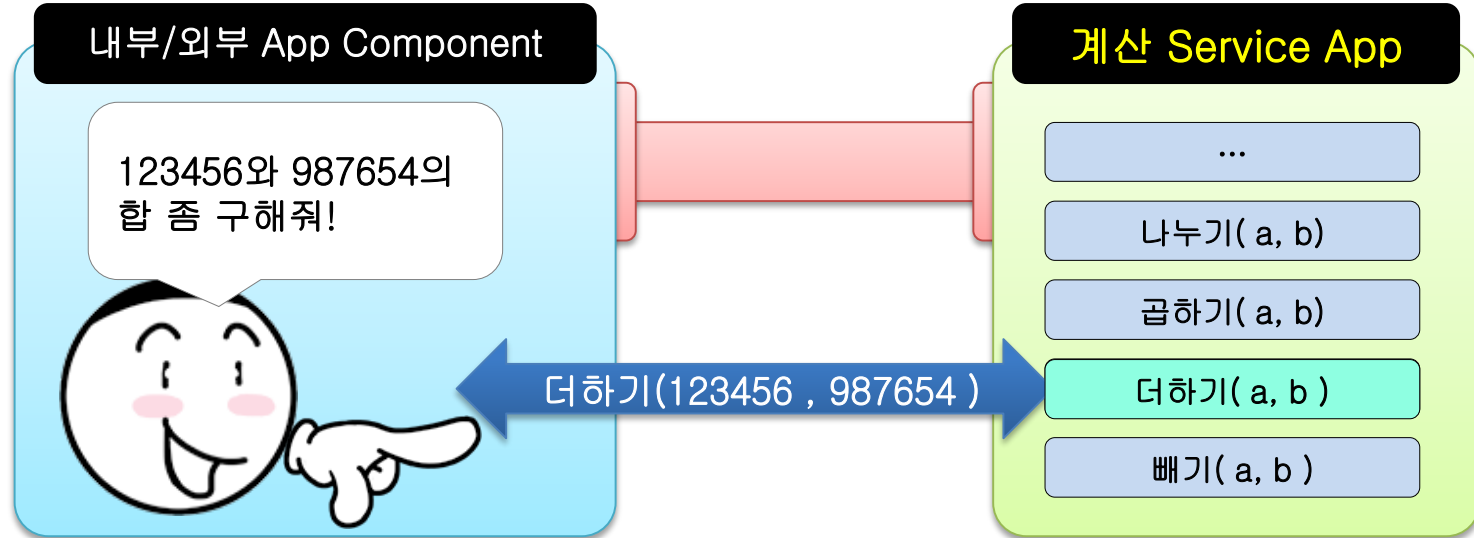 내부/외부 App Component
123456와 987654의
합 좀 구해줘!
더하기(123456 , 987654 )
계산 Service App
...
나누기( a, b)
곱하기( a, b)
더하기( a, b )
빼기( a, b )